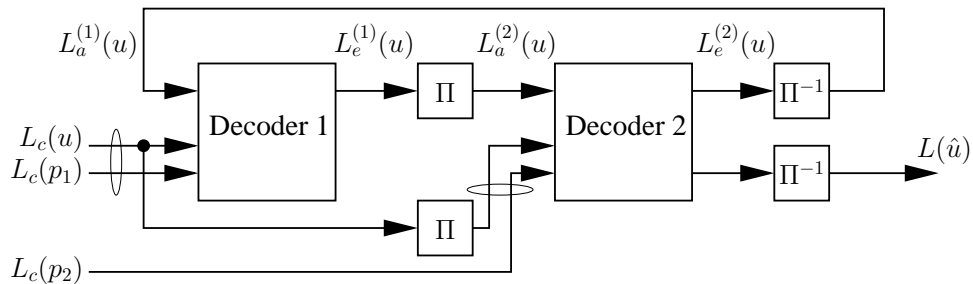 L_a^{(1)}(u) L_e^{(1)}(u) L_a^{(2)}(u) L_e^{(2)}(u)
Π Π^{-1}
Decoder 1 Decoder 2
L_c(u)
L_c(p_1)
Π^{-1} L(û)
Π
L_c(p_2)